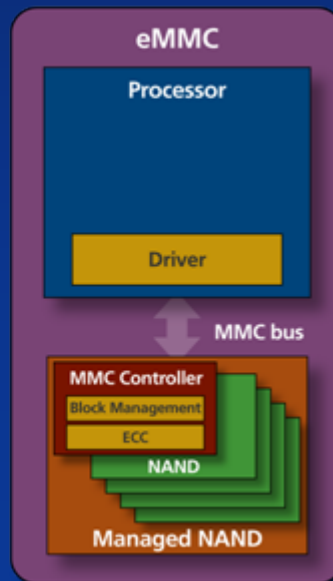 eMMC
Processor
Driver
MMC bus
MMC Controller
Block Management
ECC
NAND
Managed NAND